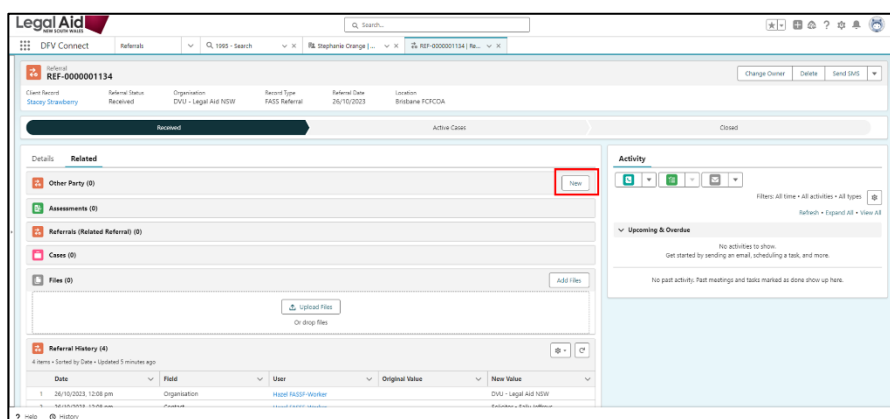 Legal Aid
NEW SOUTH WALES
Search...
DFV Connect
Referrals
1995 - Search
Stephanie Orange | ...
REF-0000001134 | Re...
Referral
REF-0000001134
Change Owner
Delete
Send SMS
Client Record
Referral Status
Organisation
Record Type
Referral Date
Location
Stacey Strawberry
Received
DVU - Legal Aid NSW
FASS Referral
26/10/2023
Brisbane FCFCOA
Received
Active Cases
Closed
Details
Related
Other Party (0)
New
Assessments (0)
Referrals (Related Referral) (0)
Cases (0)
Files (0)
Add Files
Upload Files
Or drop files
Referral History (4)
4 items • Sorted by Date • Updated 5 minutes ago
Date
Field
User
Original Value
New Value
1 26/10/2023, 12:08 pm
Organisation
Hazel FASSF-Worker
DVU - Legal Aid NSW
Activity
Filters: All time • All activities • All types
Refresh • Expand All • View All
Upcoming & Overdue
No activities to show.
Get started by sending an email, scheduling a task, and more.
No past activity. Past meetings and tasks marked as done show up here.
? Help
History